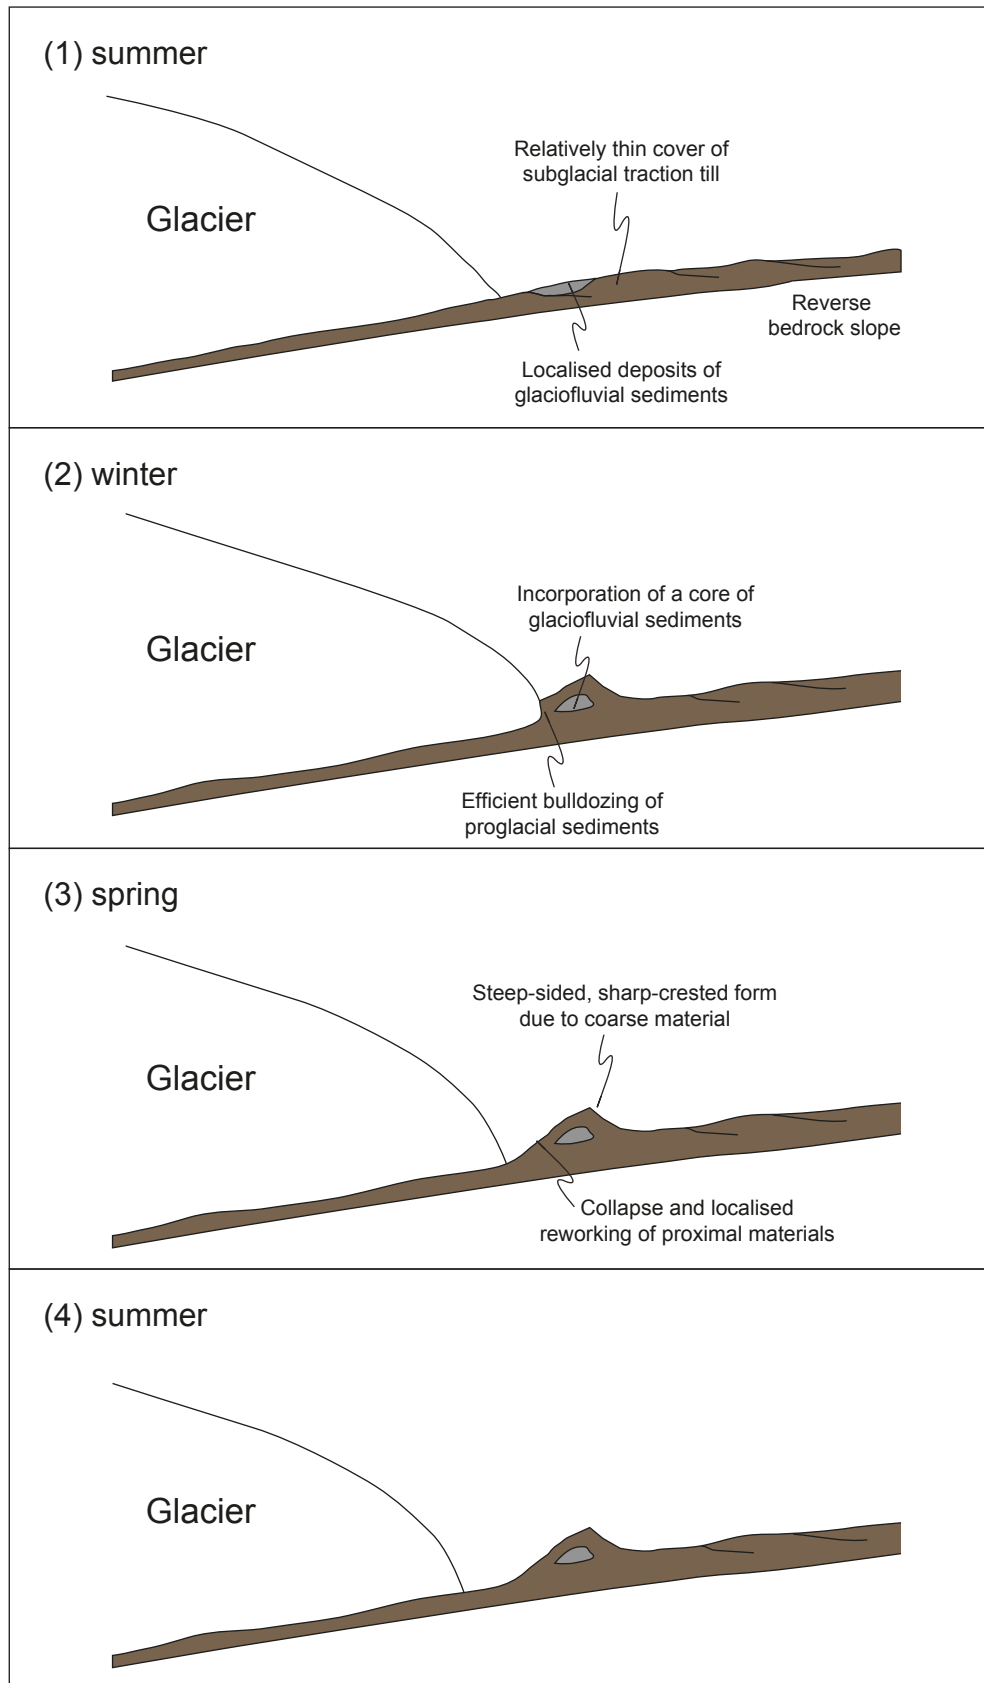 (1) summer
Relatively thin cover of
subglacial traction till
Glacier
Reverse
bedrock slope
Localised deposits of
glaciofluvial sediments
(2) winter
Incorporation of a core of
glaciofluvial sediments
Glacier
Efficient bulldozing of
proglacial sediments
(3) spring
Steep-sided, sharp-crested form
due to coarse material
Glacier
Collapse and localised
reworking of proximal materials
(4) summer
Glacier